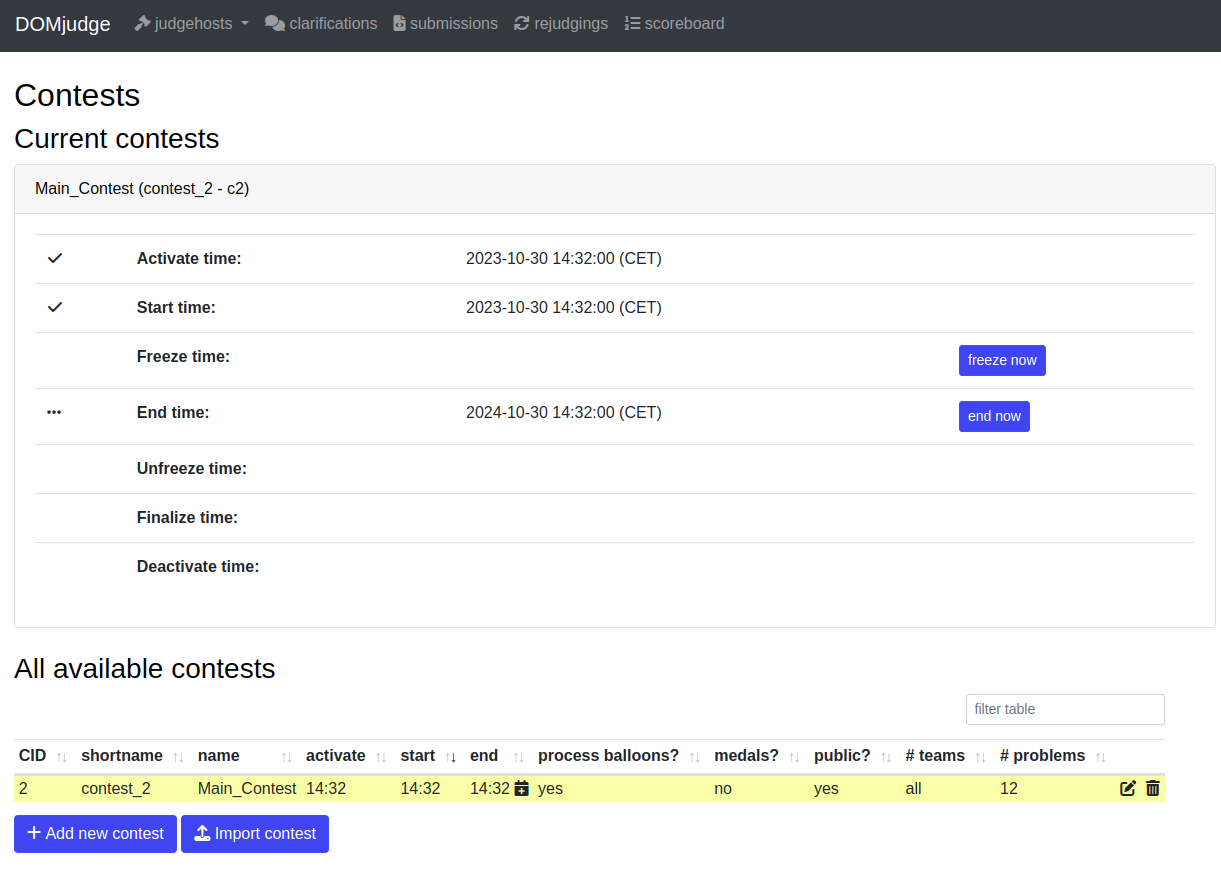 DOMjudge judgehosts clarifications submissions rejudgings scoreboard
Contests
Current contests
Main_Contest (contest_2 - c2)
Activate time: 2023-10-30 14:32:00 (CET)
Start time: 2023-10-30 14:32:00 (CET)
Freeze time: freeze now
End time: 2024-10-30 14:32:00 (CET) end now
Unfreeze time:
Finalize time:
Deactivate time:
All available contests
filter table
CID shortname name activate start end process balloons? medals? public? # teams # problems
2 contest_2 Main_Contest 14:32 14:32 14:32 yes no yes all 12
Add new contest Import contest